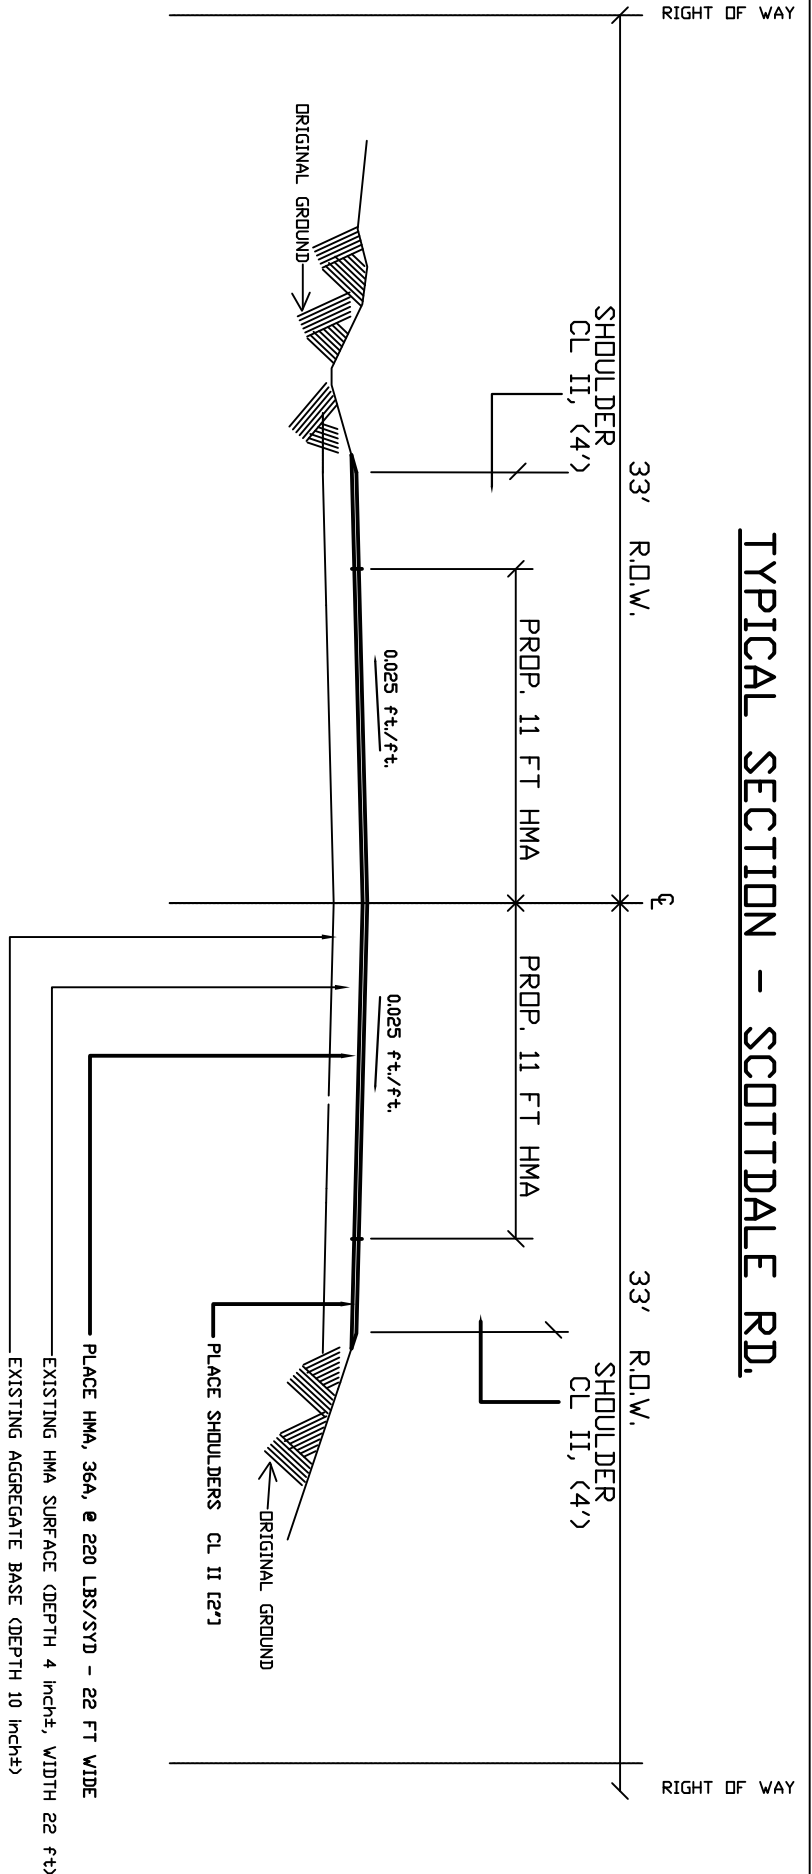 TYPICAL SECTION - SCOTTDALE RD.
RIGHT OF WAY
RIGHT OF WAY
33' R.O.W.
33' R.O.W.
SHOULDER
CL II, (4')
SHOULDER
CL II, (4')
PROP. 11 FT HMA
PROP. 11 FT HMA
0.025 ft./ft.
0.025 ft./ft.
ORIGINAL GROUND
ORIGINAL GROUND
PLACE SHOULDERS CL II [2"]
PLACE HMA, 36A, @ 220 LBS/SYD - 22 FT WIDE
EXISTING HMA SURFACE (DEPTH 4 inch±, WIDTH 22 ft)
EXISTING AGGREGATE BASE (DEPTH 10 inch±)